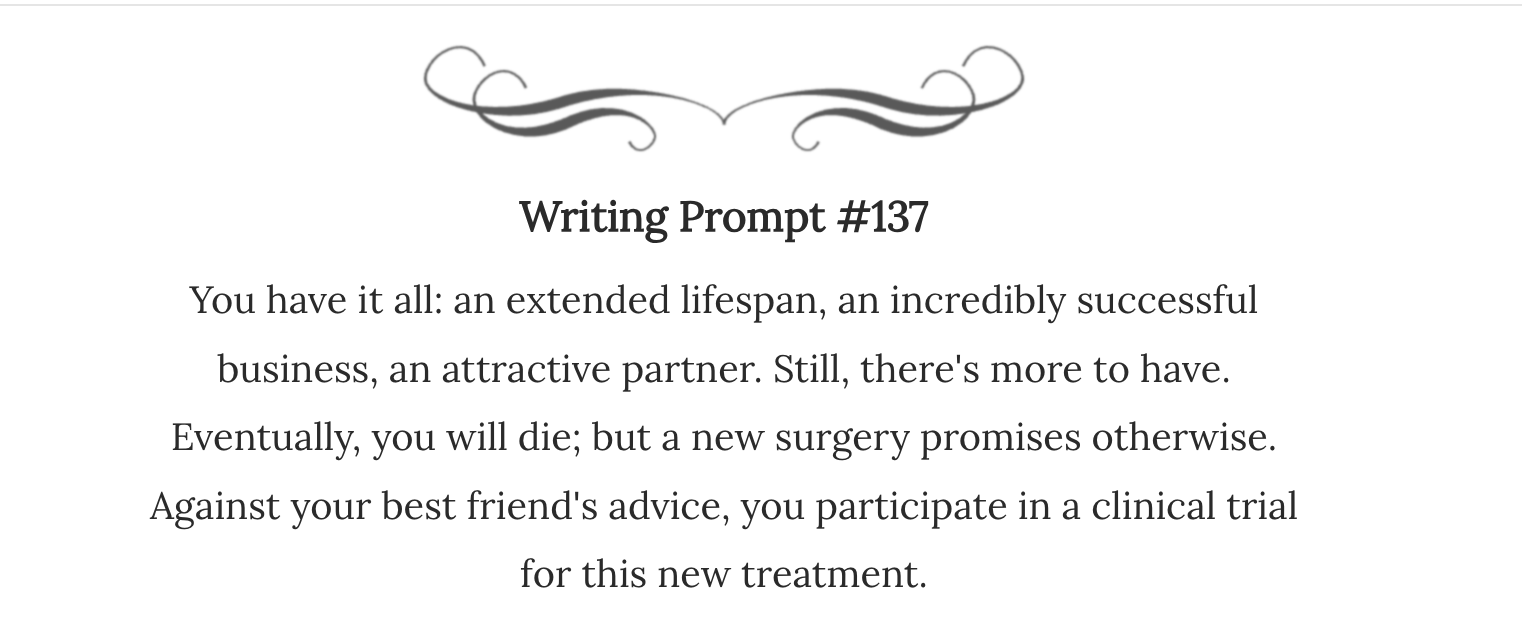 Writing Prompt #137
You have it all: an extended lifespan, an incredibly successful
business, an attractive partner. Still, there's more to have.
Eventually, you will die; but a new surgery promises otherwise.
Against your best friend's advice, you participate in a clinical trial
for this new treatment.